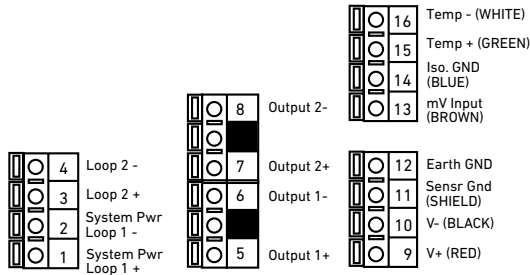 16 Temp - (WHITE)
15 Temp + (GREEN)
14 Iso. GND
(BLUE)
13 mV Input
(BROWN)
8 Output 2-
7 Output 2+
6 Output 1-
5 Output 1+
4 Loop 2 -
3 Loop 2 +
2 System Pwr
Loop 1 -
1 System Pwr
Loop 1 +
12 Earth GND
11 Sensr Gnd
(SHIELD)
10 V- (BLACK)
9 V+ (RED)